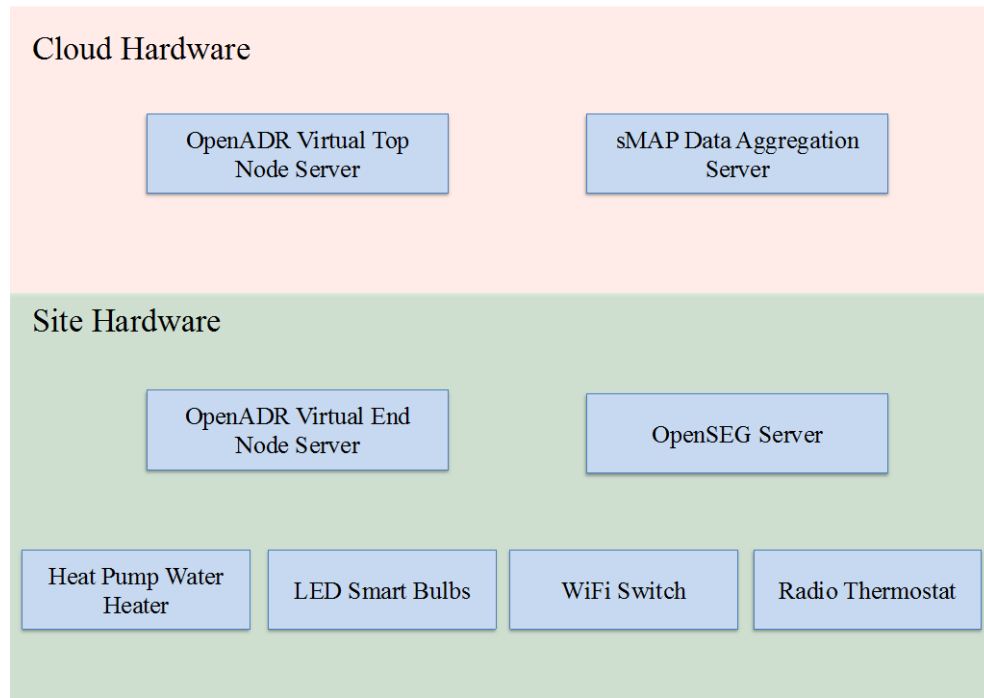 Cloud Hardware
OpenADR Virtual Top
Node Server
sMAP Data Aggregation
Server
Site Hardware
OpenADR Virtual End
Node Server
OpenSEG Server
Heat Pump Water
Heater
LED Smart Bulbs
WiFi Switch
Radio Thermostat